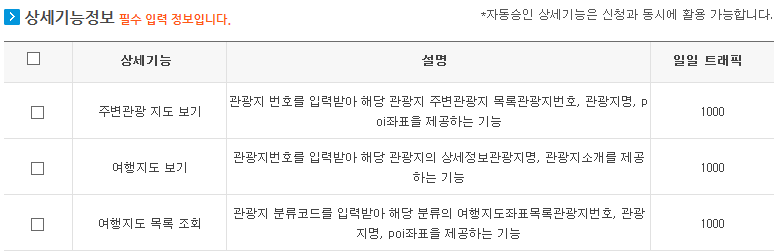 상세기능정보 필수 입력 정보입니다.
*자동승인 상세기능은 신청과 동시에 활용 가능합니다.
상세기능 설명 일일 트래픽
주변관광 지도 보기
관광지 번호를 입력받아 해당 관광지 주변관광지 목록관광지번호, 관광지명, p
oi좌표을 제공하는 기능
1000
여행지도 보기
관광지번호를 입력받아 해당 관광지의 상세정보관광지명, 관광지소개를 제공
하는 기능
1000
여행지도 목록 조회
관광지 분류코드를 입력받아 해당 분류의 여행지도좌표목록관광지번호, 관광
지명, poi좌표을 제공하는 기능
1000